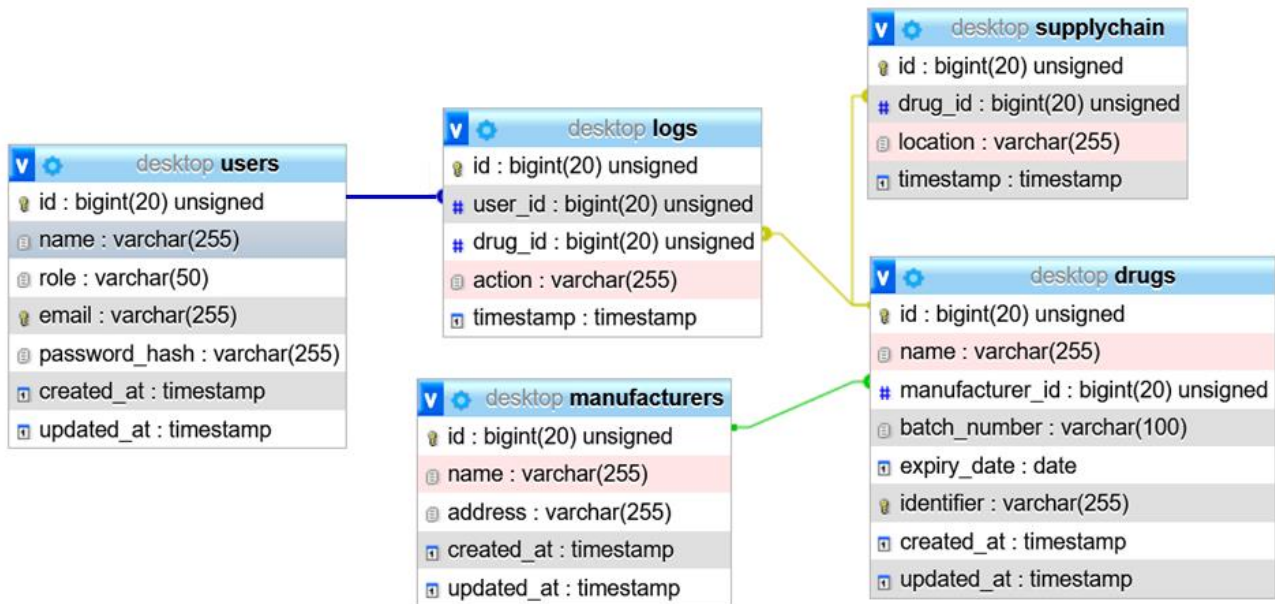 desktop users
id : bigint(20) unsigned
name : varchar(255)
role : varchar(50)
email : varchar(255)
password_hash : varchar(255)
created_at : timestamp
updated_at : timestamp
desktop logs
id : bigint(20) unsigned
user_id : bigint(20) unsigned
drug_id : bigint(20) unsigned
action : varchar(255)
timestamp : timestamp
desktop manufacturers
id : bigint(20) unsigned
name : varchar(255)
address : varchar(255)
created_at : timestamp
updated_at : timestamp
desktop supplychain
id : bigint(20) unsigned
drug_id : bigint(20) unsigned
location : varchar(255)
timestamp : timestamp
desktop drugs
id : bigint(20) unsigned
name : varchar(255)
manufacturer_id : bigint(20) unsigned
batch_number : varchar(100)
expiry_date : date
identifier : varchar(255)
created_at : timestamp
updated_at : timestamp